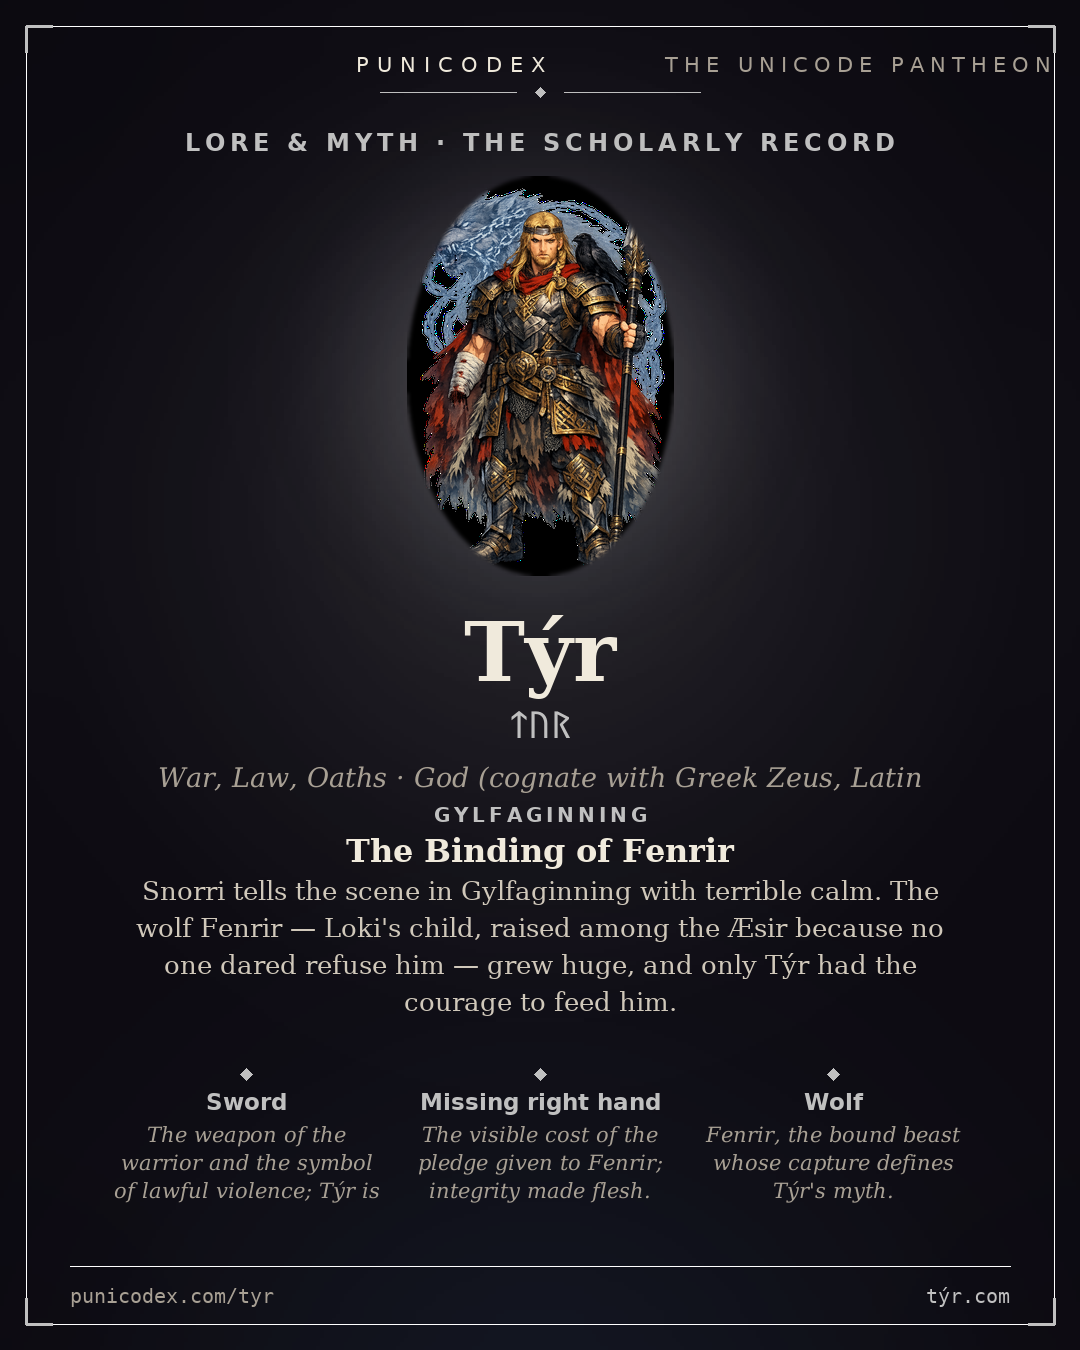 PUNICODEX THE UNICODE PANTHEON
LORE & MYTH · THE SCHOLARLY RECORD
Týr
ᛏᚢᚱ
War, Law, Oaths · God (cognate with Greek Zeus, Latin
GYLFAGINNING
The Binding of Fenrir
Snorri tells the scene in Gylfaginning with terrible calm. The
wolf Fenrir — Loki's child, raised among the Æsir because no
one dared refuse him — grew huge, and only Týr had the
courage to feed him.
Sword
The weapon of the
warrior and the symbol
of lawful violence; Týr is
Missing right hand
The visible cost of the
pledge given to Fenrir;
integrity made flesh.
Wolf
Fenrir, the bound beast
whose capture defines
Týr's myth.
punicodex.com/tyr
týr.com